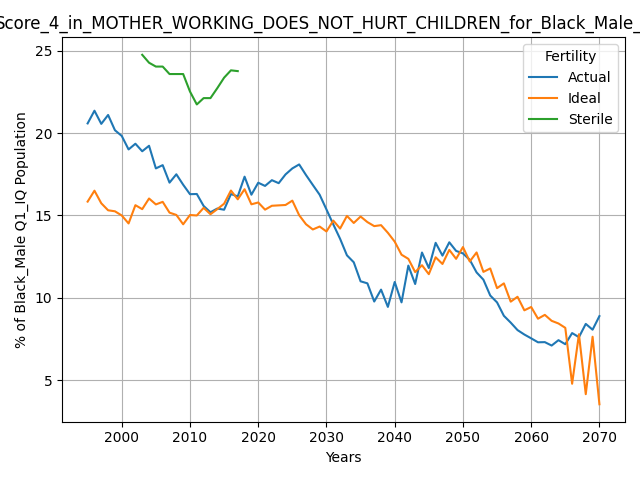 Score_4_in_MOTHER_WORKING_DOES_NOT_HURT_CHILDREN_for_Black_Male_
Fertility
Actual
Ideal
Sterile
25
20
15
10
5
% of Black_Male Q1_IQ Population
2000
2010
2020
2030
2040
2050
2060
2070
Years